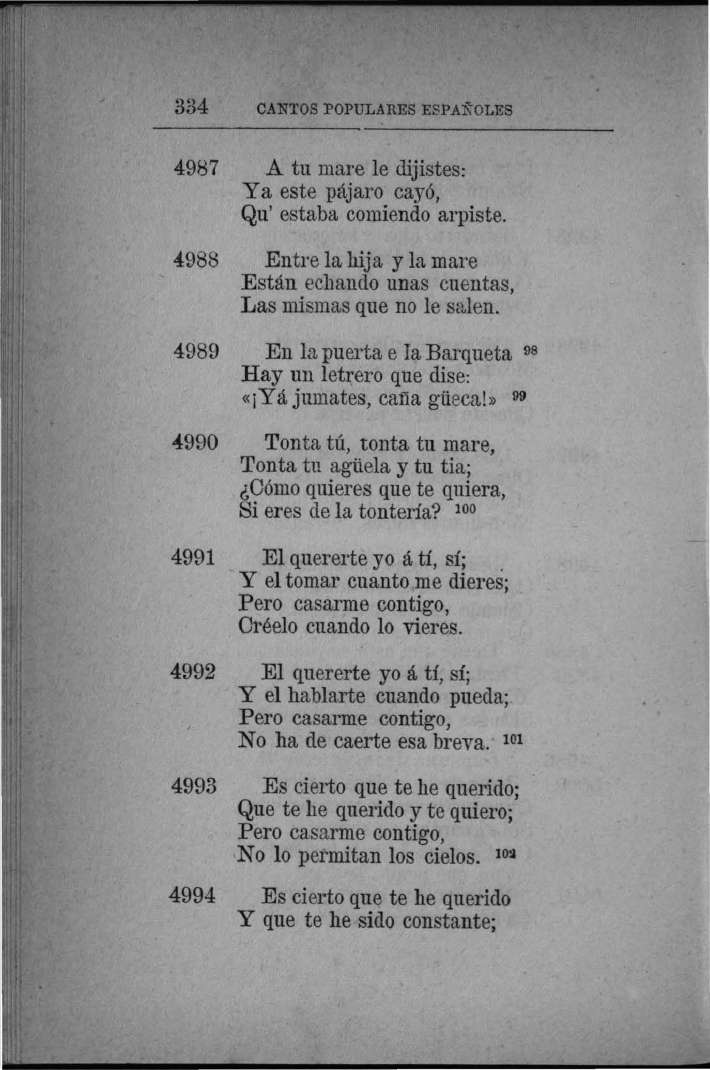 334 CANTOS POPULARES ESPAÑOLES
4987 A tu mare le dijistes:
Ya este pájaro cayó,
Qu' estaba comiendo arpiste.
4988 Entre la hija y la mare
Están echando unas cuentas,
Las mismas que no le salen.
4989 En la puerta e la Barqueta 98
Hay un letrero que dise:
«¡Yá jumates, caña güeca!» 99
4990 Tonta tú, tonta tu mare,
Tonta tu agüela y tu tia;
¿Cómo quieres que te quiera,
Si eres de la tontería? 100
4991 El quererte yo á tí, sí;
Y el tomar cuanto me dieres;
Pero casarme contigo,
Créelo cuando lo vieres.
4992 El quererte yo á tí, sí;
Y el hablarte cuando pueda;
Pero casarme contigo,
No ha de caerte esa breva. 101
4993 Es cierto que te he querido;
Que te he querido y te quiero;
Pero casarme contigo,
No lo permitan los cielos. 102
4994 Es cierto que te he querido
Y que te he sido constante;